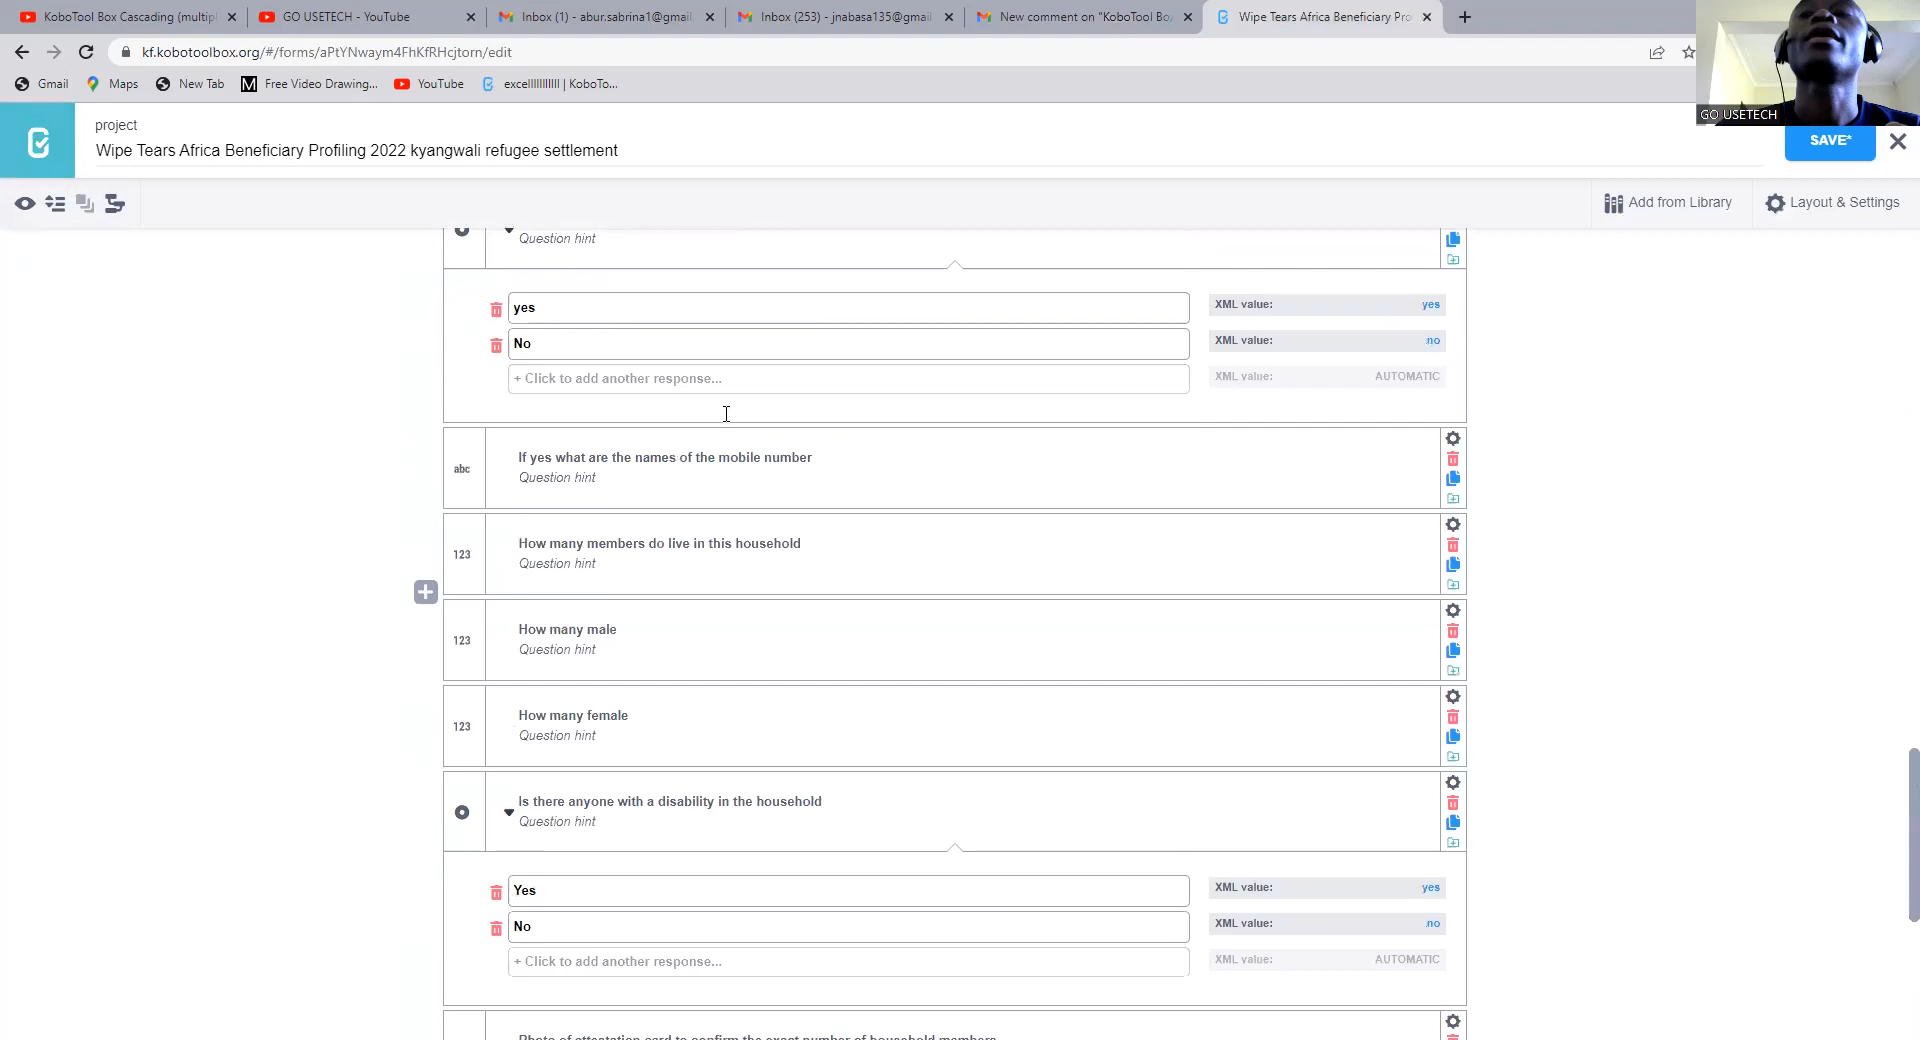 KoboTool Box Cascading (multipl
GO USETECH - YouTube
Inbox (1) - abur.sabrina1@gmail
Inbox (253) - jnabasa135@gmail
New comment on "KoboTool Bo
Wipe Tears Africa Beneficiary Pro
kf.kobotoolbox.org/#/forms/aPtYNwaym4FhKfRHcjtorn/edit
Gmail
Maps
New Tab
Free Video Drawing...
YouTube
excelllllllllll | KoboTo...
GO USETECH
project
Wipe Tears Africa Beneficiary Profiling 2022 kyangwali refugee settlement
SAVE*
Add from Library
Layout & Settings
Question hint
yes
XML value: yes
No
XML value: no
+ Click to add another response...
XML value: AUTOMATIC
abc
If yes what are the names of the mobile number
Question hint
123
How many members do live in this household
Question hint
123
How many male
Question hint
123
How many female
Question hint
Is there anyone with a disability in the household
Question hint
Yes
XML value: yes
No
XML value: no
+ Click to add another response...
XML value: AUTOMATIC
Photo of attestation card to confirm the exact number of household members